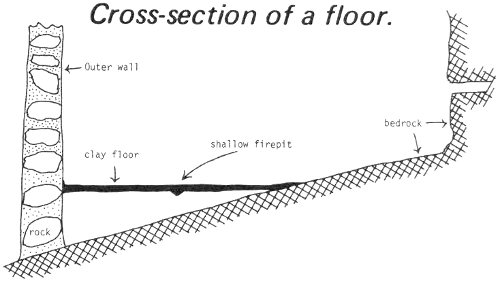 Cross-section of a floor.
Outer wall
bedrock
shallow firepit
clay floor
rock